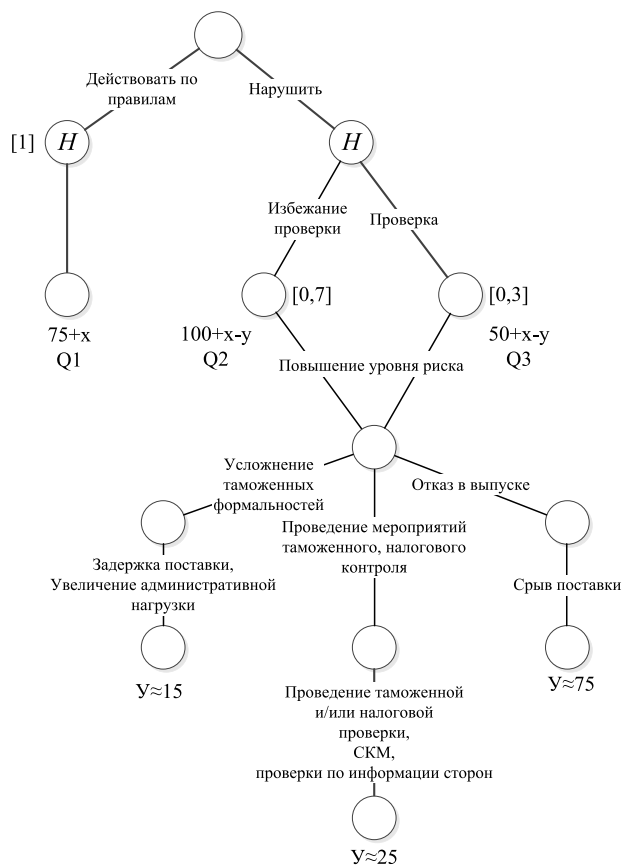 Действовать по
правилам
Нарушить
[1]
H
H
Избежание
проверки
Проверка
[0,7]
[0,3]
75+x
Q1
100+x-y
Q2
50+x-y
Q3
Повышение уровня риска
Усложнение
таможенных
формальностей
Отказ в выпуске
Проведение мероприятий
таможенного, налогового
контроля
Задержка поставки,
Увеличение административной
нагрузки
Срыв поставки
У≈15
У≈75
Проведение таможенной
и/или налоговой
проверки,
СКМ,
проверки по информации сторон
У≈25